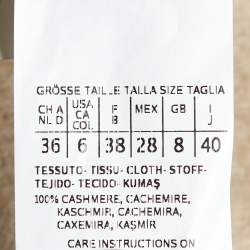 GRÖSSE TAILLE TALLA SIZE TAGLIA
CH A NL D | USA CA COL | F B | MEX | GB | I J
36 | 6 | 38 | 28 | 8 | 40
TESSUTO- TISSU- CLOTH- STOFF-
TEJIDO- TECIDO- KUMAŞ
100% CASHMERE, CACHEMIRE,
KASCHMIR, CACHEMIRA,
CAXEMIRA, KAŞMİR
CARE INSTRUCTIONS ON